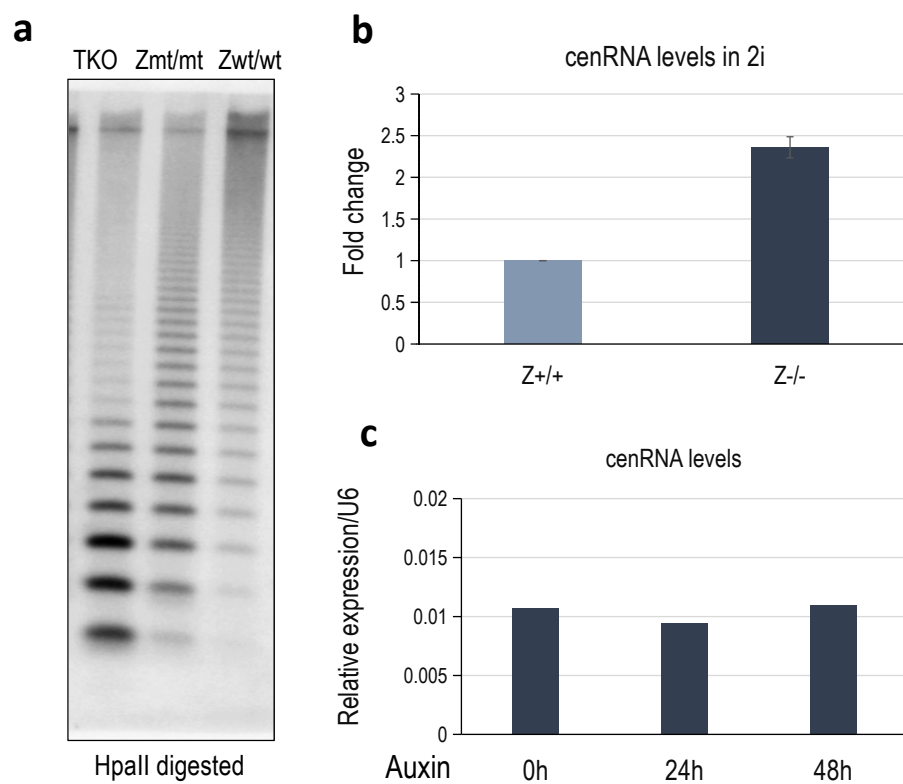 a
TKO Zmt/mt Zwt/wt
HpaII digested
b
cenRNA levels in 2i
Fold change
3
2.5
2
1.5
1
0.5
0
Z+/+ Z-/-
c
cenRNA levels
Relative expression/U6
0.02
0.015
0.01
0.005
0
Auxin 0h 24h 48h